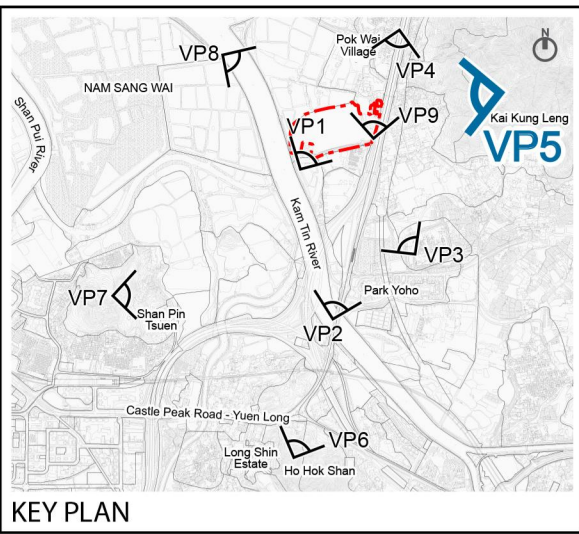 N
Pok Wai
Village
VP8
VP4
NAM SANG WAI
Kai Kung Leng
VP5
Shan Pui River
VP1
VP9
Kam Tin River
VP3
VP7
Shan Pin
Tsuen
Park Yoho
VP2
Castle Peak Road - Yuen Long
VP6
Long Shin
Estate
Ho Hok Shan
KEY PLAN